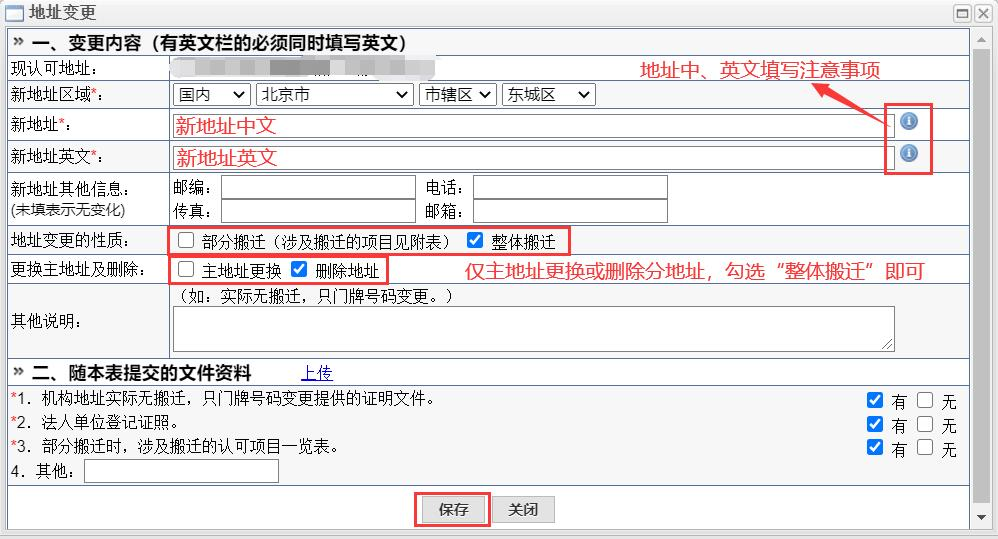 地址变更
一、变更内容（有英文栏的必须同时填写英文）
现认可地址：
地址中、英文填写注意事项
新地址区域*： 国内 北京市 市辖区 东城区
新地址*： 新地址中文
新地址英文*： 新地址英文
新地址其他信息： 邮编： 电话：
(未填表示无变化) 传真： 邮箱：
地址变更的性质： 部分搬迁（涉及搬迁的项目见附表） 整体搬迁
更换主地址及删除： 主地址更换 删除地址 仅主地址更换或删除分地址，勾选“整体搬迁”即可
（如：实际无搬迁，只门牌号码变更。）
其他说明：
二、随本表提交的文件资料 上传
*1．机构地址实际无搬迁，只门牌号码变更提供的证明文件。 有 无
*2．法人单位登记证照。 有 无
*3．部分搬迁时，涉及搬迁的认可项目一览表。 有 无
4．其他：
保存 关闭